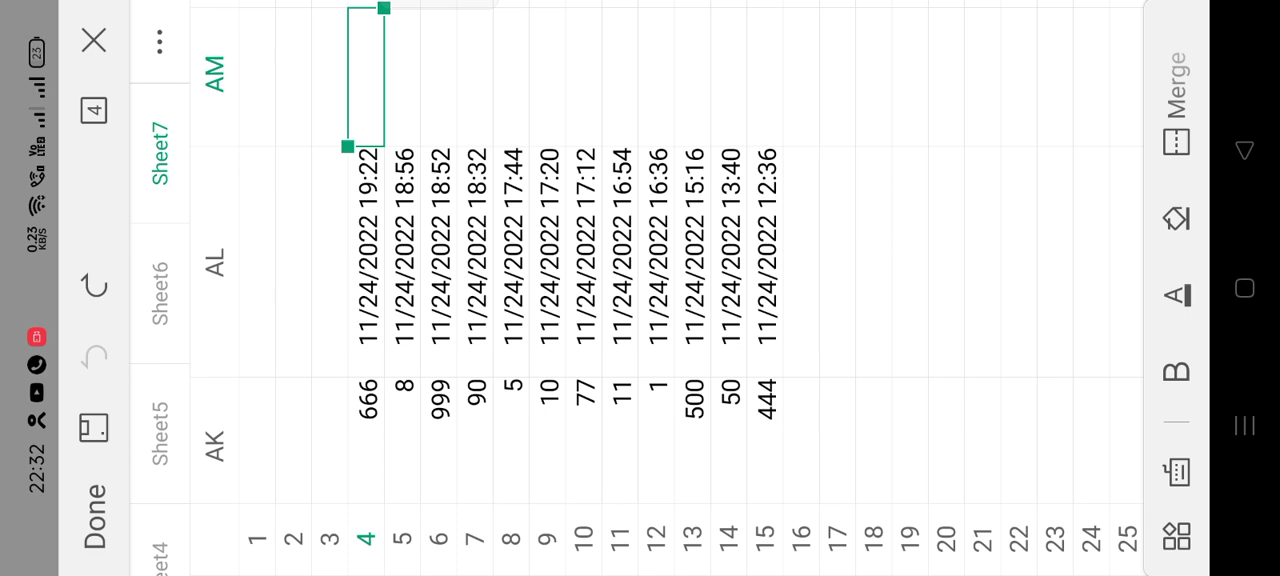 22:32
0.23 KB/S
Vo LTE
23
Done
4
et4
Sheet5
Sheet6
Sheet7
AK AL AM
1
2
3
4 666 11/24/2022 19:22
5 8 11/24/2022 18:56
6 999 11/24/2022 18:52
7 90 11/24/2022 18:32
8 5 11/24/2022 17:44
9 10 11/24/2022 17:20
10 77 11/24/2022 17:12
11 11 11/24/2022 16:54
12 1 11/24/2022 16:36
13 500 11/24/2022 15:16
14 50 11/24/2022 13:40
15 444 11/24/2022 12:36
16
17
18
19
20
21
22
23
24
25
B
A
Merge